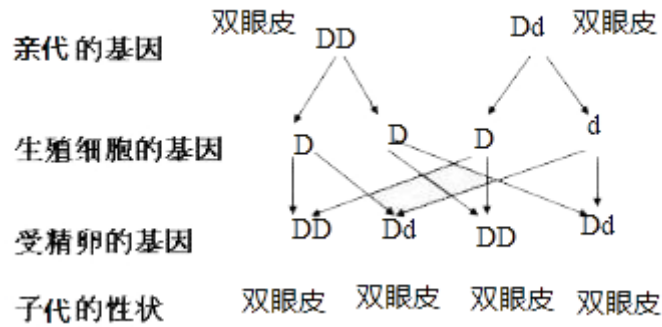 双眼皮 双眼皮
亲代的基因 DD Dd
生殖细胞的基因 D D D d
受精卵的基因 DD Dd DD Dd
子代的性状 双眼皮 双眼皮 双眼皮 双眼皮